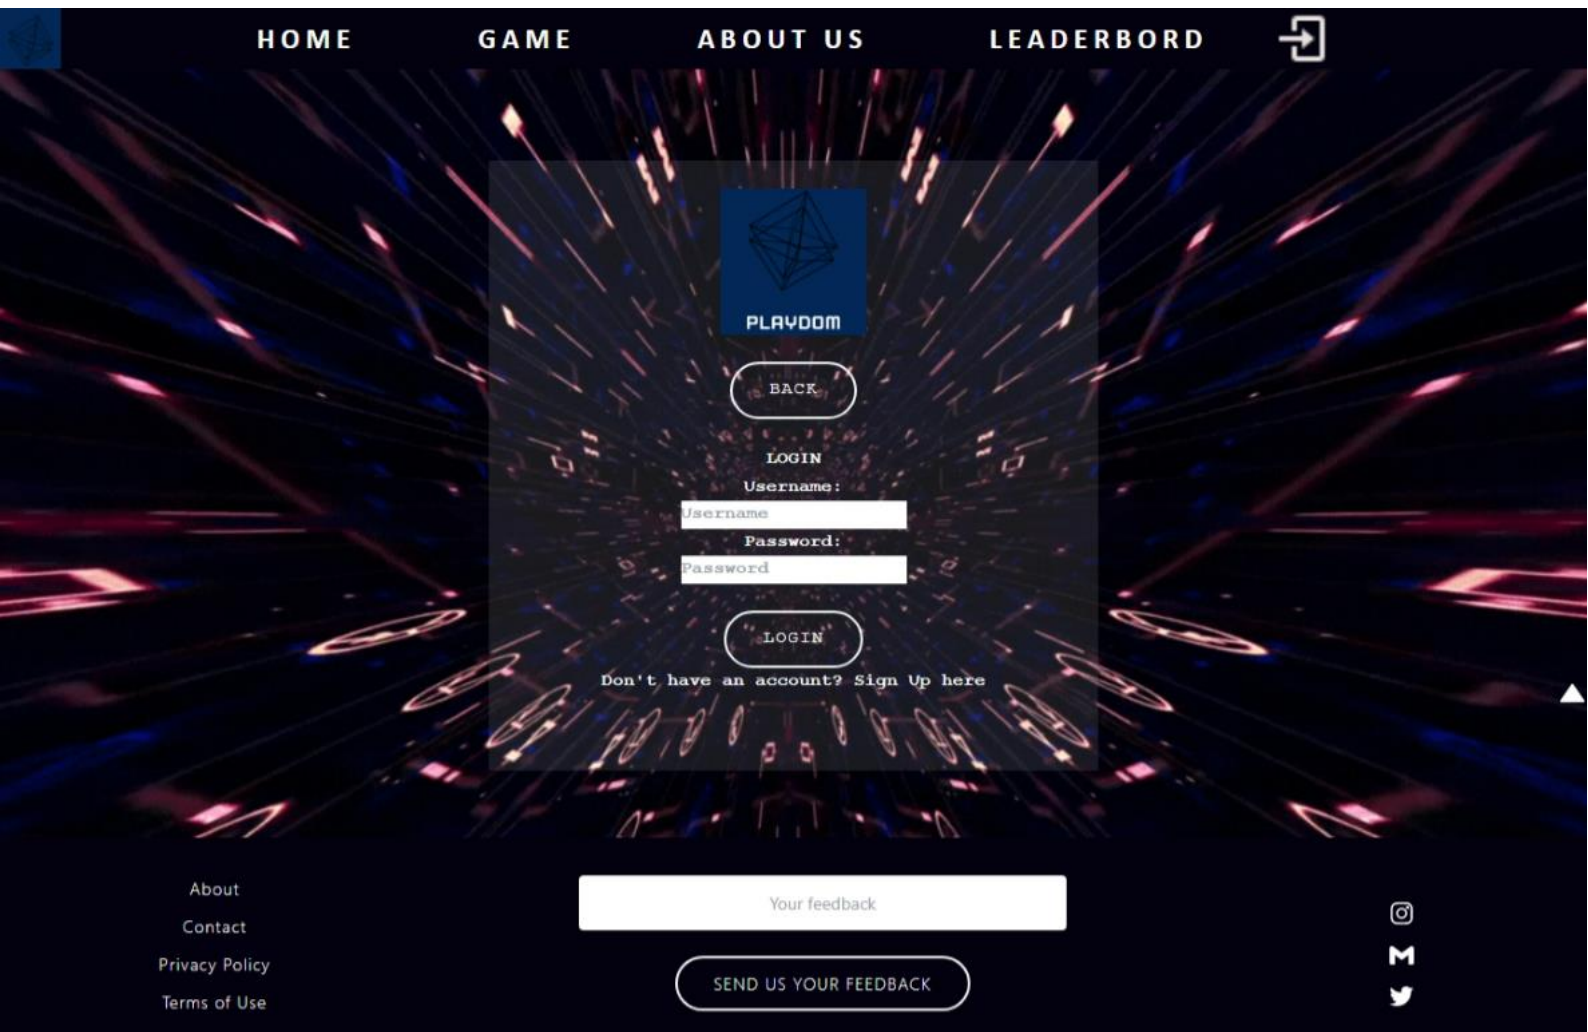 HOME GAME ABOUT US LEADERBORD
PLAYDOM
BACK
LOGIN
Username:
Username
Password:
Password
LOGIN
Don't have an account? Sign Up here
About
Contact
Privacy Policy
Terms of Use
Your feedback
SEND US YOUR FEEDBACK